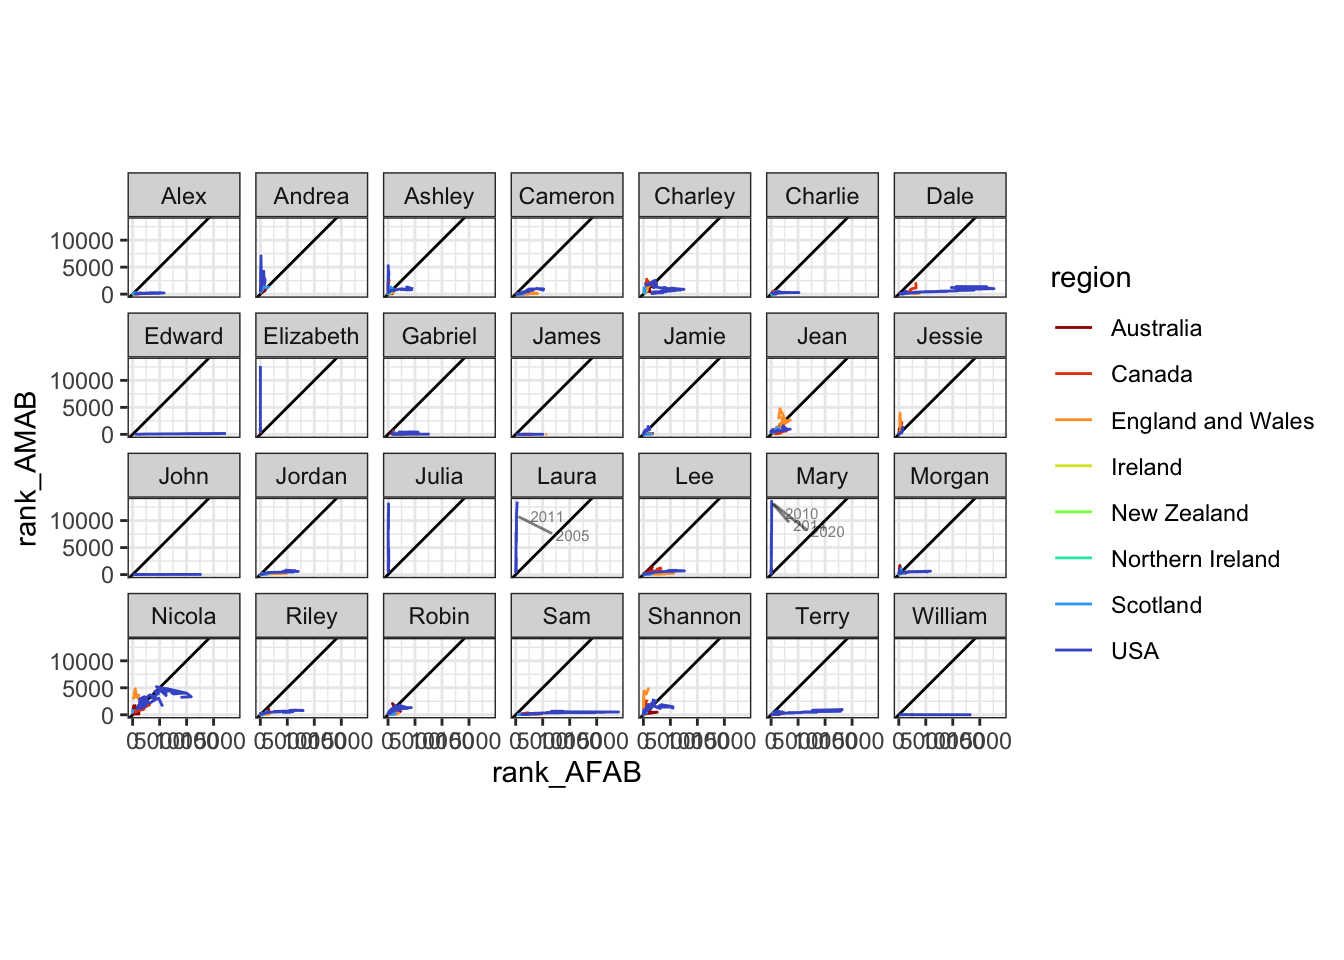 Alex Andrea Ashley Cameron Charley Charlie Dale
10000
5000
0
Edward Elizabeth Gabriel James Jamie Jean Jessie
10000
5000
0
John Jordan Julia Laura Lee Mary Morgan
10000
5000
0
2011
2005
2010
2020
Nicola Riley Robin Sam Shannon Terry William
10000
5000
0
rank_AFAB
rank_AMAB
region
Australia
Canada
England and Wales
Ireland
New Zealand
Northern Ireland
Scotland
USA